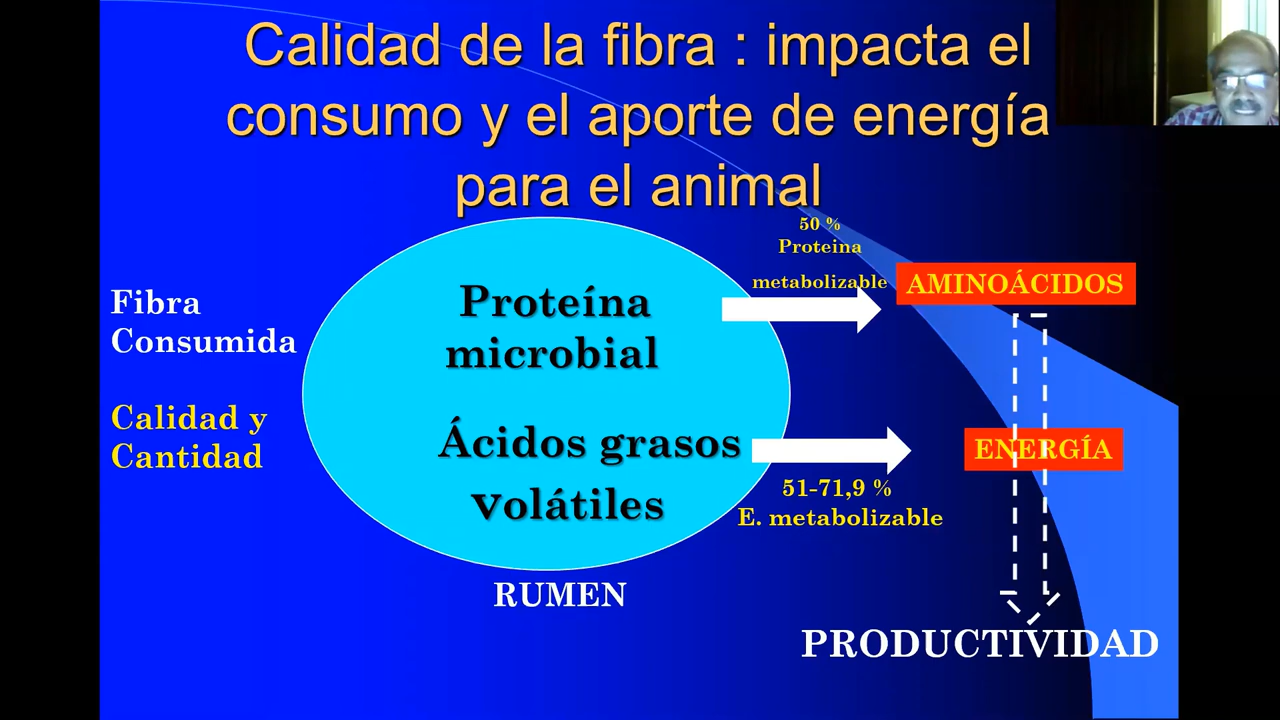 Calidad de la fibra : impacta el
consumo y el aporte de energía
para el animal
Fibra
Consumida
Calidad y
Cantidad
Proteína
microbial
Ácidos grasos
volátiles
RUMEN
50 %
Proteina
metabolizable
AMINOÁCIDOS
51-71,9 %
E. metabolizable
ENERGÍA
PRODUCTIVIDAD